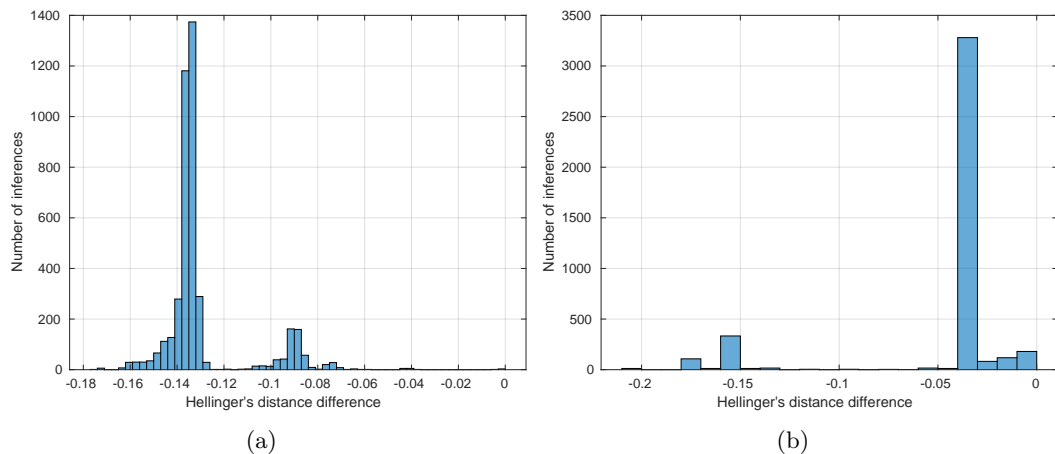 1400
1200
1000
800
600
400
200
0
Number of inferences
-0.18 -0.16 -0.14 -0.12 -0.1 -0.08 -0.06 -0.04 -0.02 0
Hellinger's distance difference
(a)
3500
3000
2500
2000
1500
1000
500
0
Number of inferences
-0.2 -0.15 -0.1 -0.05 0
Hellinger's distance difference
(b)